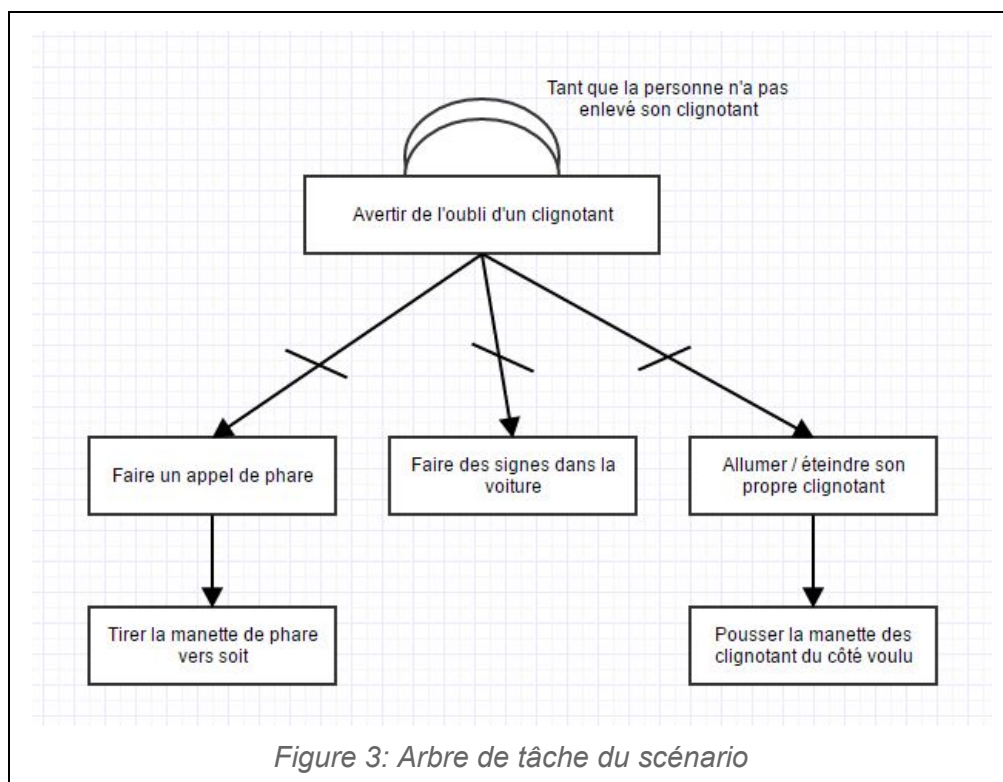 Tant que la personne n'a pas
enlevé son clignotant
Avertir de l'oubli d'un clignotant
Faire un appel de phare
Faire des signes dans la
voiture
Allumer / éteindre son
propre clignotant
Tirer la manette de phare
vers soit
Pousser la manette des
clignotant du côté voulu
Figure 3: Arbre de tâche du scénario